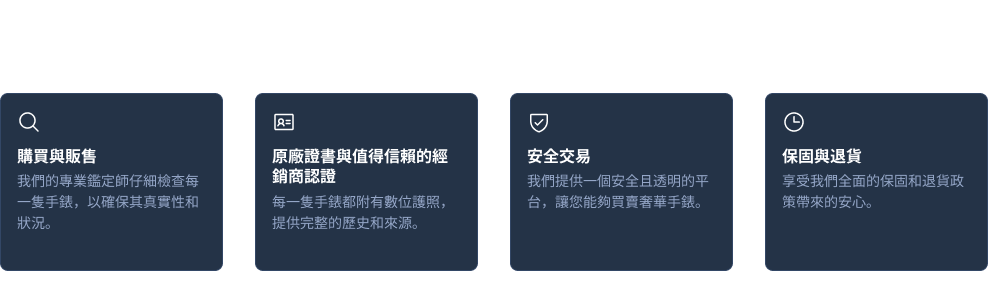 購買與販售
我們的專業鑑定師仔細檢查每
一隻手錶，以確保其真實性和
狀況。
原廠證書與值得信賴的經
銷商認證
每一隻手錶都附有數位護照，
提供完整的歷史和來源。
安全交易
我們提供一個安全且透明的平
台，讓您能夠買賣奢華手錶。
保固與退貨
享受我們全面的保固和退貨政
策帶來的安心。